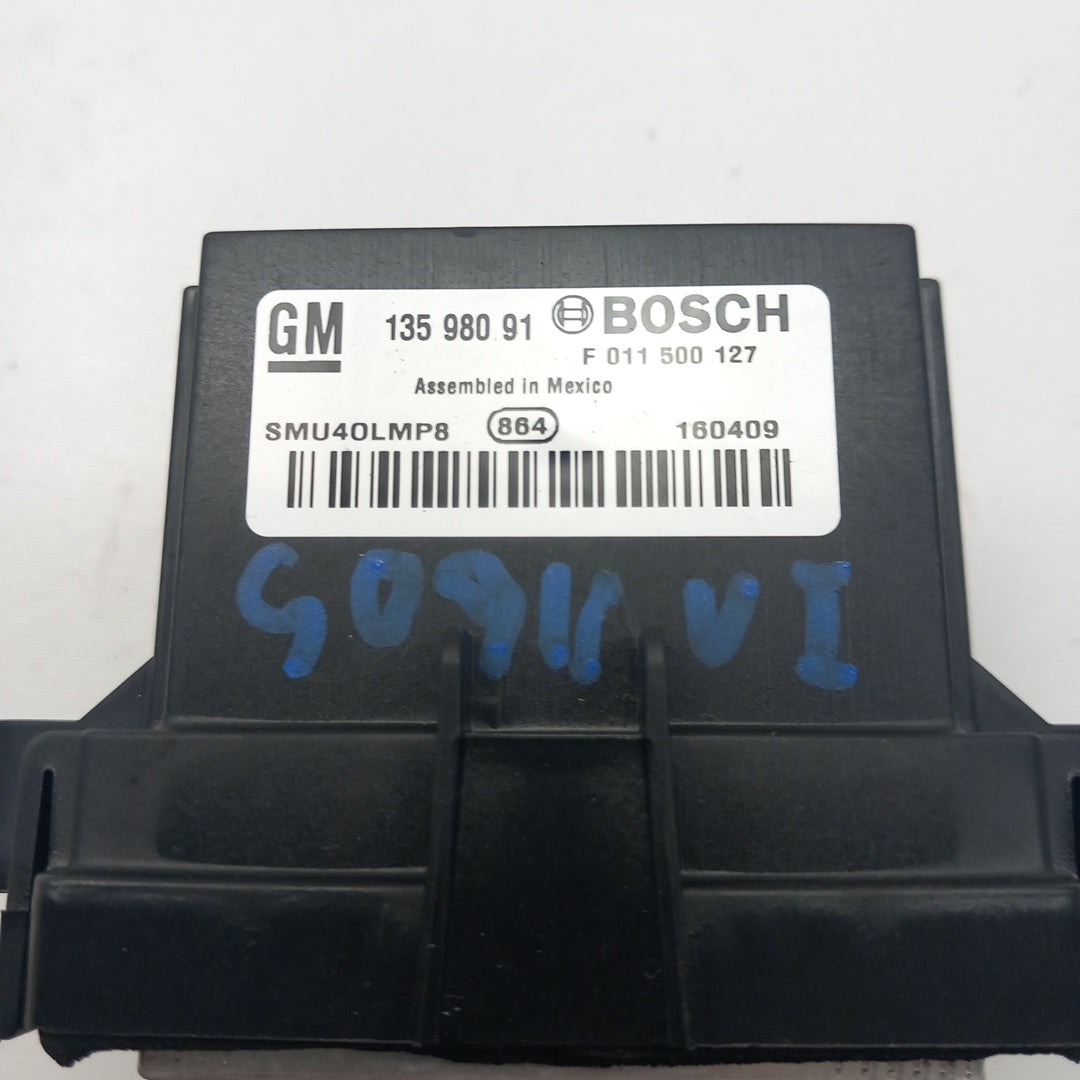 GM 135 980 91 BOSCH
F 011 500 127
Assembled in Mexico
SMU40LMP8 864 160409